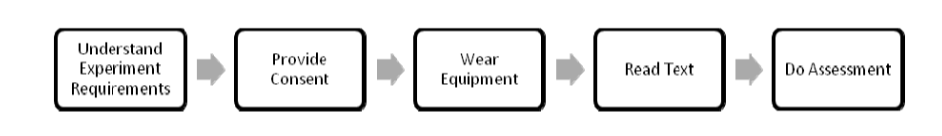 Understand
Experiment
Requirements
Provide
Consent
Wear
Equipment
Read Text
Do Assessment